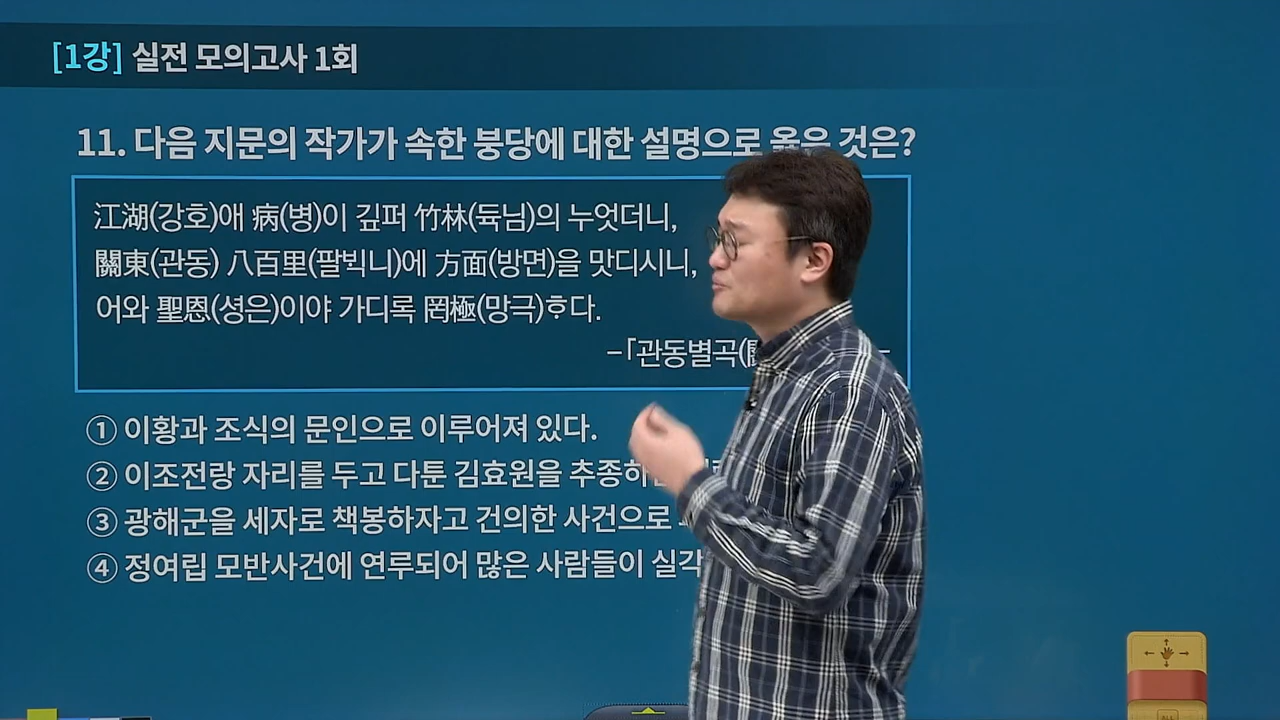 [1강] 실전 모의고사 1회
11. 다음 지문의 작가가 속한 붕당에 대한 설명으로 옳은 것은?
江湖(강호)애 病(병)이 깊퍼 竹林(듁님)의 누엇더니,
關東(관동) 八百里(팔빅니)에 方面(방면)을 맛디시니,
어와 聖恩(셩은)이야 가디록 罔極(망극)ᄒᆞ다.
-「관동별곡(
① 이황과 조식의 문인으로 이루어져 있다.
② 이조전랑 자리를 두고 다툰 김효원을
③ 광해군을 세자로 책봉하자고 건의한 사건으로
④ 정여립 모반사건에 연루되어 많은 사람들이